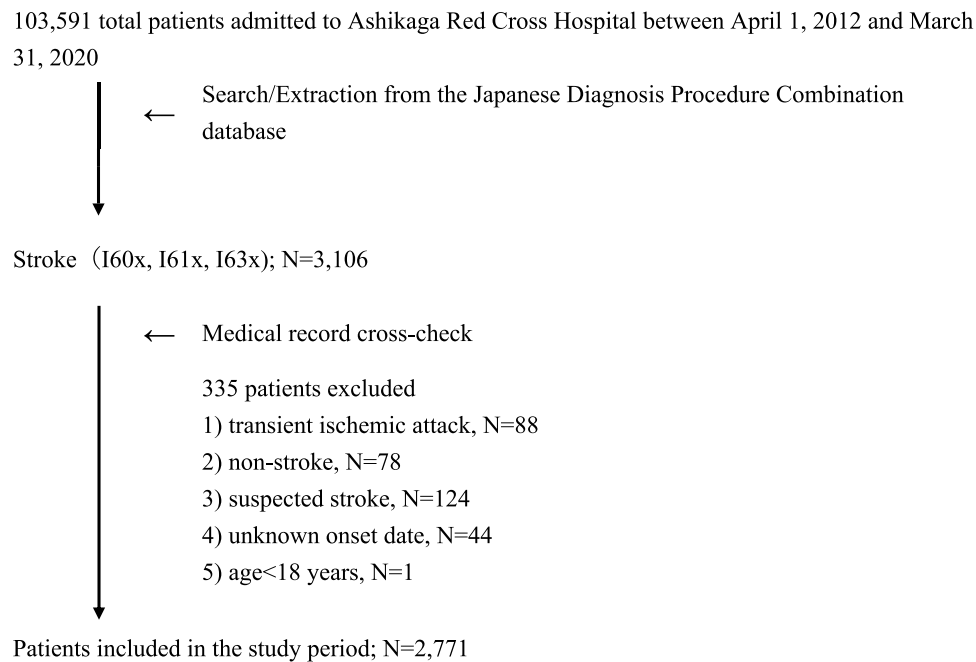 103,591 total patients admitted to Ashikaga Red Cross Hospital between April 1, 2012 and March
31, 2020
← Search/Extraction from the Japanese Diagnosis Procedure Combination
database
Stroke（I60x, I61x, I63x); N=3,106
← Medical record cross-check
335 patients excluded
1) transient ischemic attack, N=88
2) non-stroke, N=78
3) suspected stroke, N=124
4) unknown onset date, N=44
5) age<18 years, N=1
Patients included in the study period; N=2,771